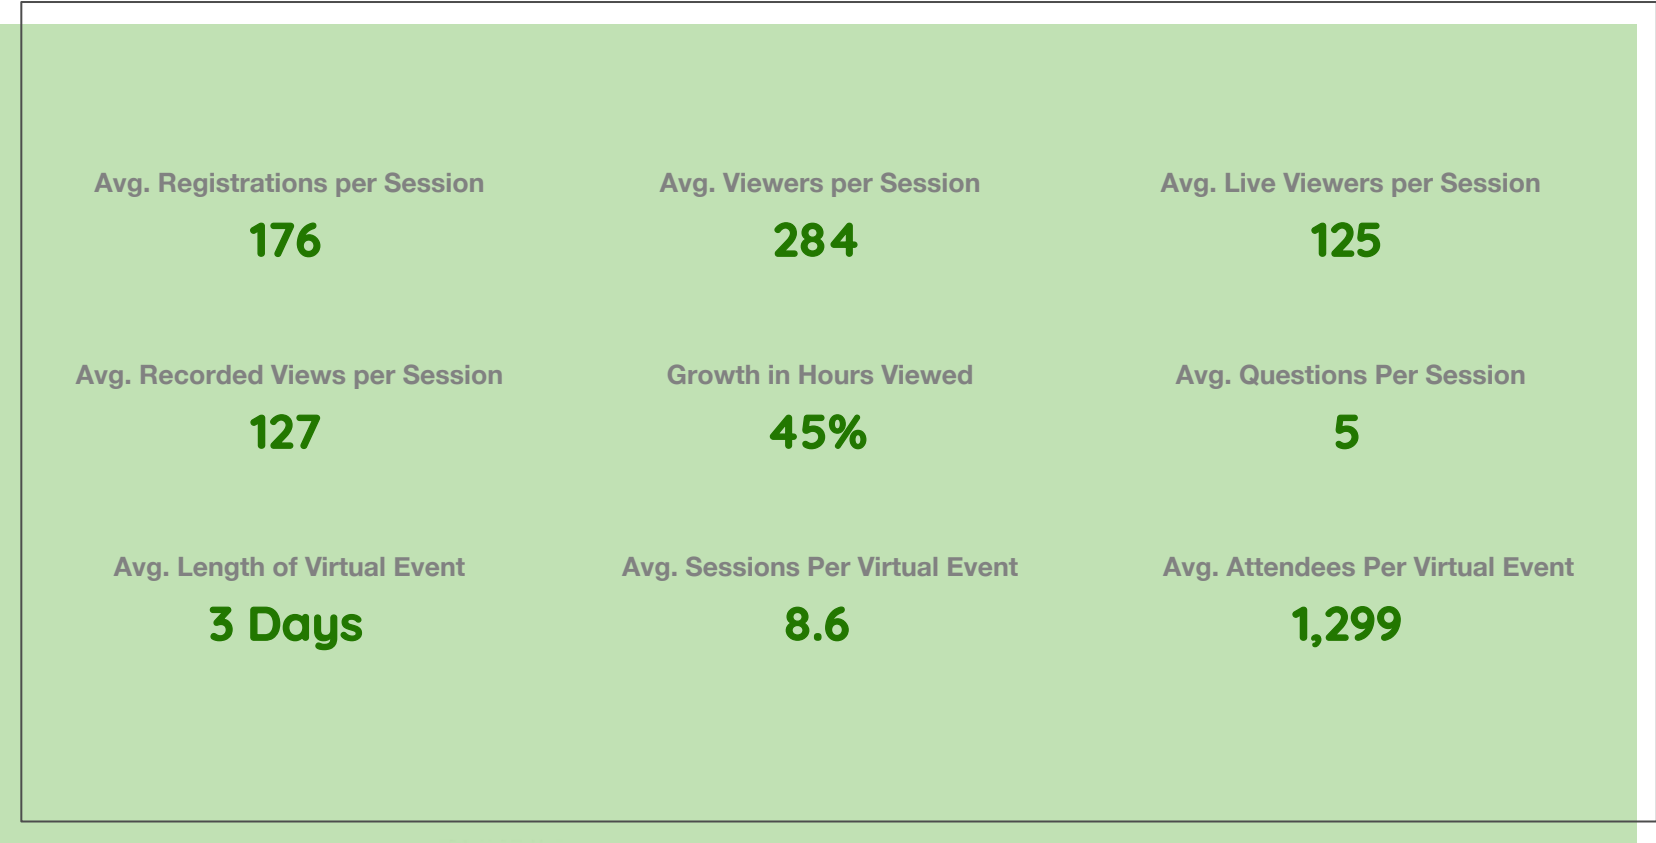 Avg. Registrations per Session
176
Avg. Viewers per Session
284
Avg. Live Viewers per Session
125
Avg. Recorded Views per Session
127
Growth in Hours Viewed
45%
Avg. Questions Per Session
5
Avg. Length of Virtual Event
3 Days
Avg. Sessions Per Virtual Event
8.6
Avg. Attendees Per Virtual Event
1,299